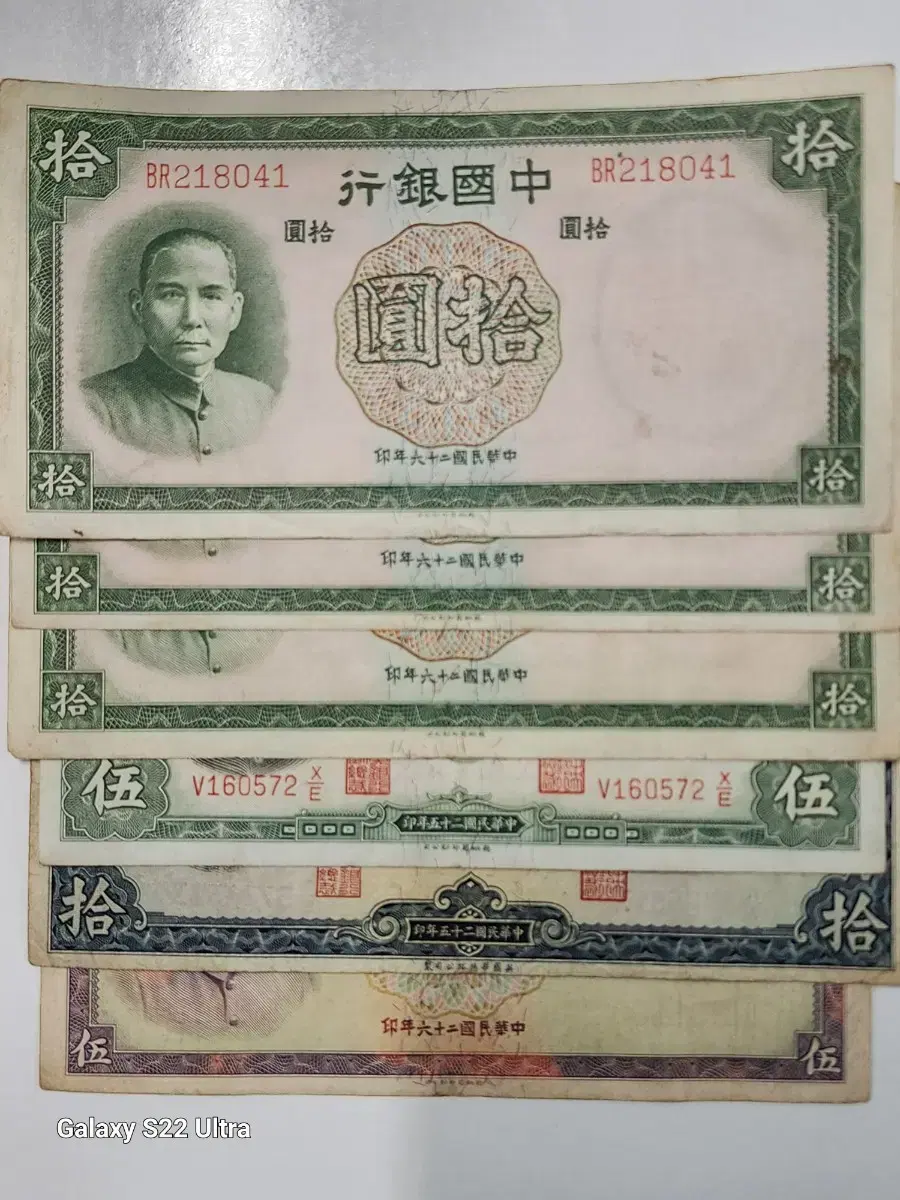 拾 拾
BR218041 中國銀行 BR218041
拾圓 拾圓
拾圓
中華民國二十六年印
拾 拾
中華民國二十六年印
拾 拾
中華民國二十六年印
拾 拾
伍 V160572 X/E V160572 X/E 伍
中華民國二十五年印
拾 拾
中華民國二十五年印
中華民國二十六年印
伍 伍
Galaxy S22 Ultra